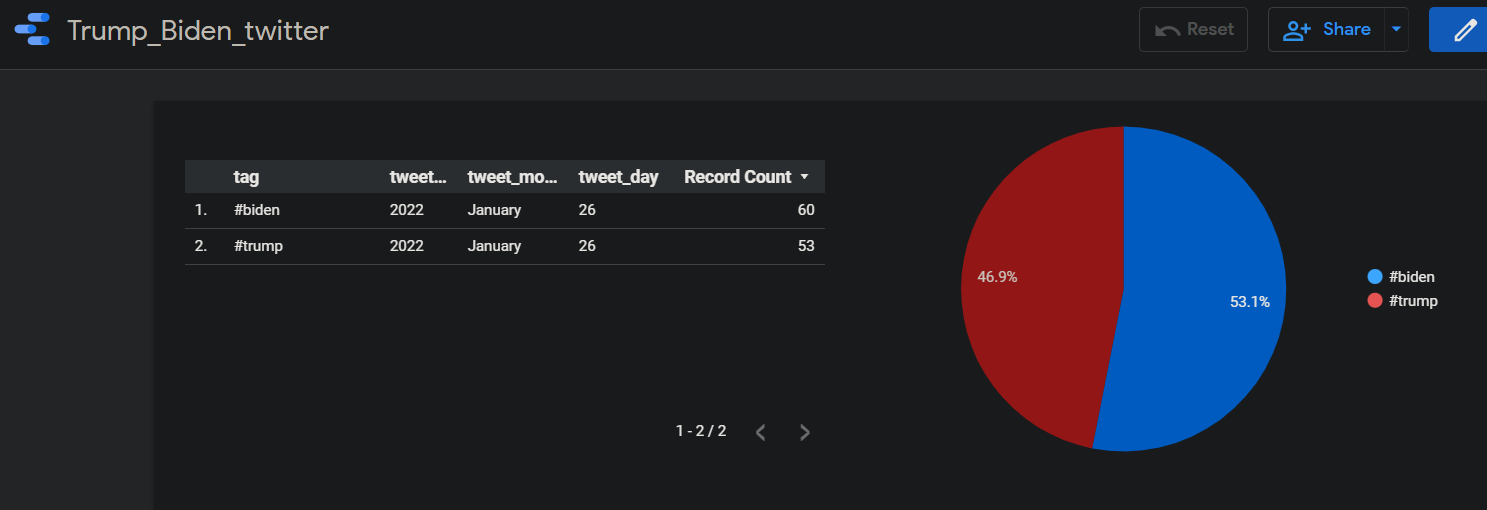 Trump_Biden_twitter
Reset
Share
tag tweet... tweet_mo... tweet_day Record Count
1. #biden 2022 January 26 60
2. #trump 2022 January 26 53
1 - 2 / 2
46.9%
53.1%
#biden
#trump